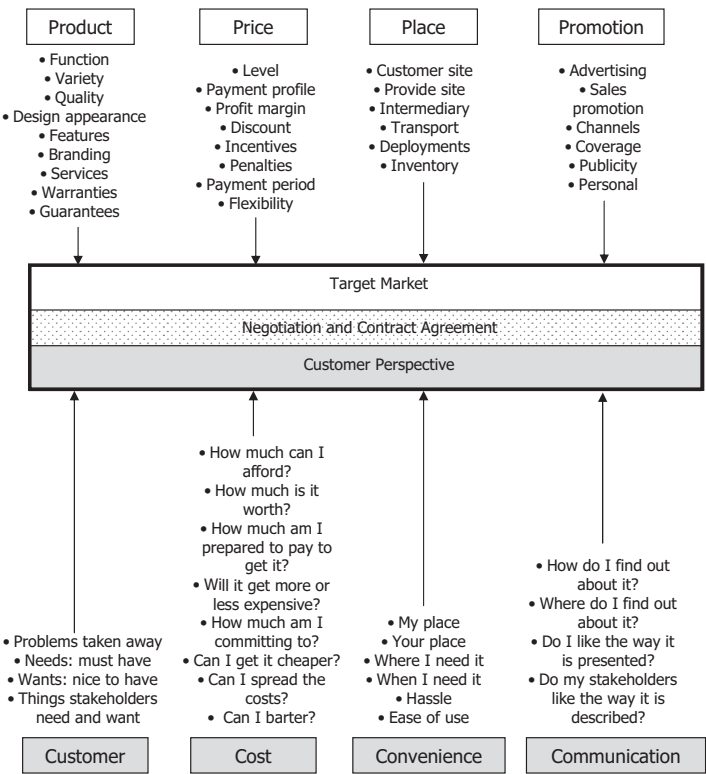 Product
• Function
• Variety
• Quality
• Design appearance
• Features
• Branding
• Services
• Warranties
• Guarantees
Price
• Level
• Payment profile
• Profit margin
• Discount
• Incentives
• Penalties
• Payment period
• Flexibility
Place
• Customer site
• Provide site
• Intermediary
• Transport
• Deployments
• Inventory
Promotion
• Advertising
• Sales
promotion
• Channels
• Coverage
• Publicity
• Personal
Target Market
Negotiation and Contract Agreement
Customer Perspective
• Problems taken away
• Needs: must have
• Wants: nice to have
• Things stakeholders
need and want
Customer
• How much can I
afford?
• How much is it
worth?
• How much am I
prepared to pay to
get it?
• Will it get more or
less expensive?
• How much am I
committing to?
• Can I get it cheaper?
• Can I spread the
costs?
• Can I barter?
Cost
• My place
• Your place
• Where I need it
• When I need it
• Hassle
• Ease of use
Convenience
• How do I find out
about it?
• Where do I find out
about it?
• Do I like the way it
is presented?
• Do my stakeholders
like the way it is
described?
Communication